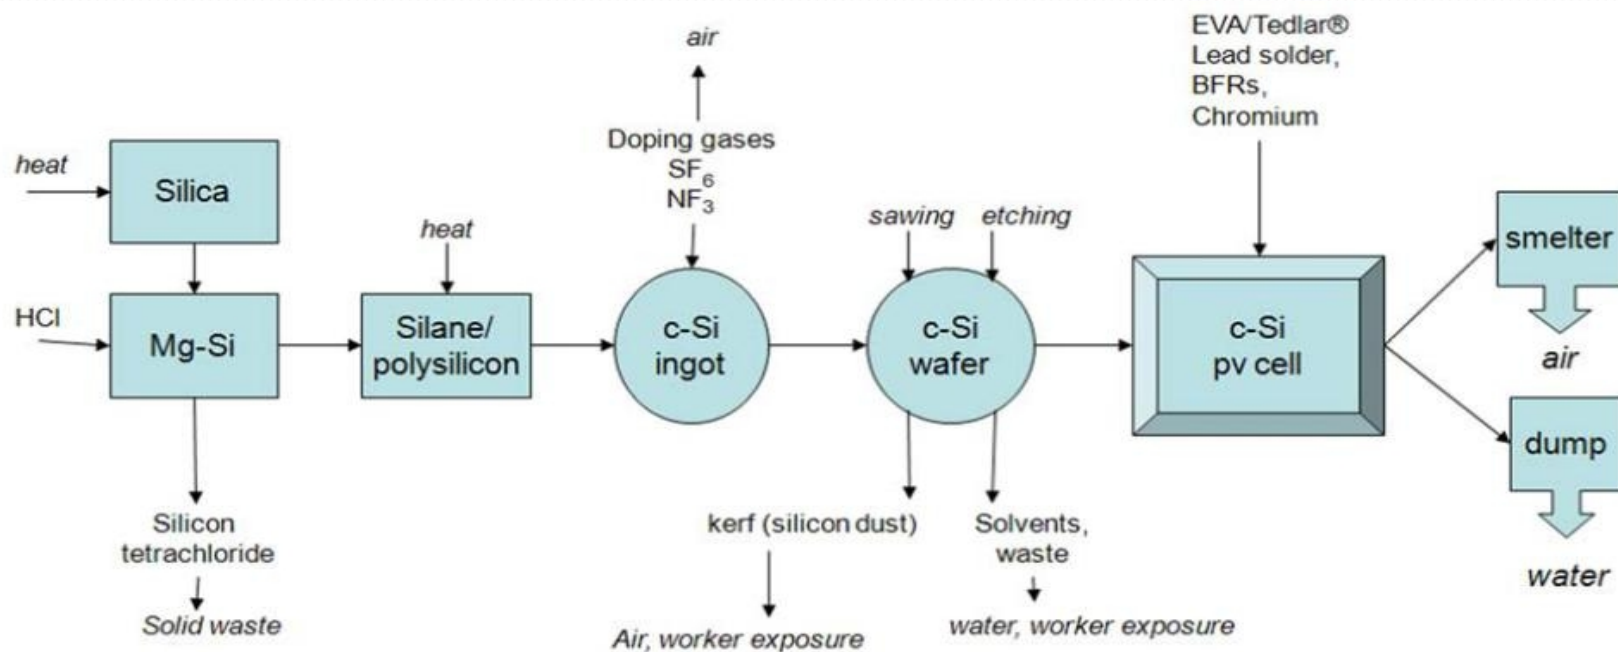 EVA/Tedlar®
Lead solder,
BFRs,
Chromium
air
Doping gases
SF₆
NF₃
heat
Silica
heat
sawing
etching
smelter
HCl
Mg-Si
Silane/
polysilicon
c-Si
ingot
c-Si
wafer
c-Si
pv cell
air
dump
Silicon
tetrachloride
kerf (silicon dust)
Solvents,
waste
water
Solid waste
Air, worker exposure
water, worker exposure